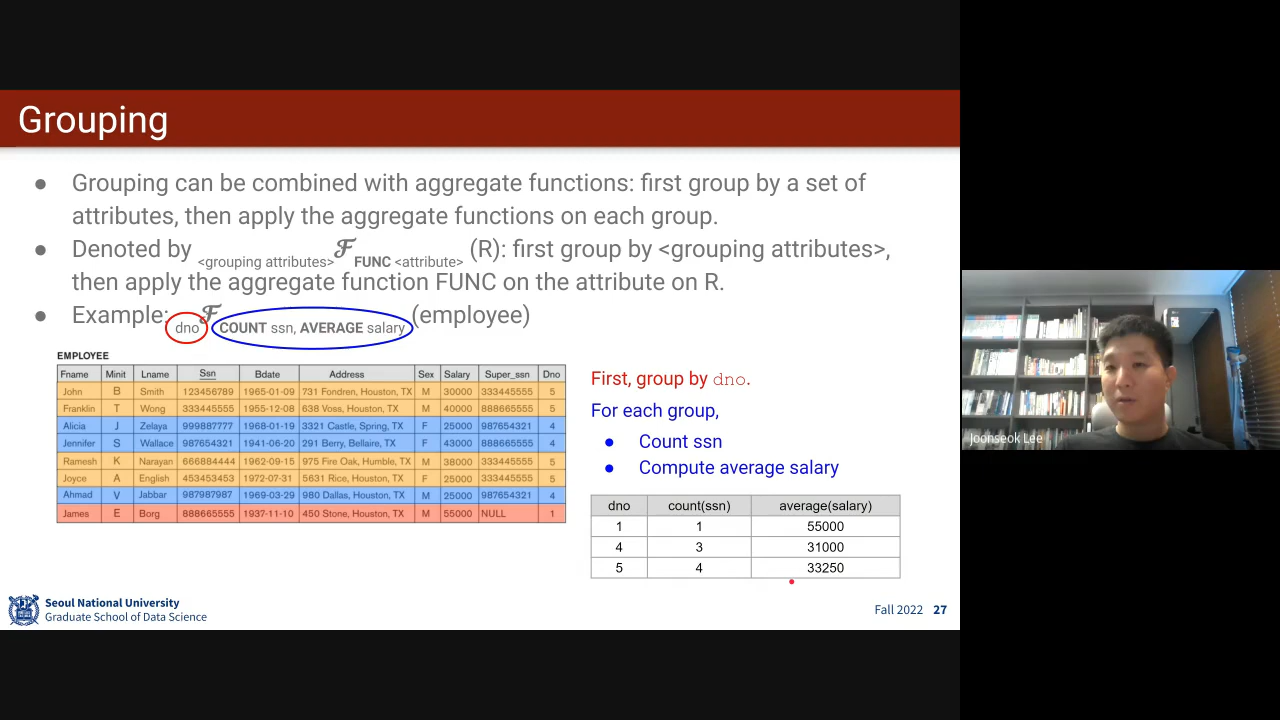 Grouping
● Grouping can be combined with aggregate functions: first group by a set of
attributes, then apply the aggregate functions on each group.
● Denoted by <grouping attributes>ℱFUNC <attribute> (R): first group by <grouping attributes>,
then apply the aggregate function FUNC on the attribute on R.
● Example: dnoℱCOUNT ssn, AVERAGE salary (employee)
EMPLOYEE
Fname Minit Lname Ssn Bdate Address Sex Salary Super_ssn Dno
John B Smith 123456789 1965-01-09 731 Fondren, Houston, TX M 30000 333445555 5
Franklin T Wong 333445555 1955-12-08 638 Voss, Houston, TX M 40000 888665555 5
Alicia J Zelaya 999887777 1968-01-19 3321 Castle, Spring, TX F 25000 987654321 4
Jennifer S Wallace 987654321 1941-06-20 291 Berry, Bellaire, TX F 43000 888665555 4
Ramesh K Narayan 666884444 1962-09-15 975 Fire Oak, Humble, TX M 38000 333445555 5
Joyce A English 453453453 1972-07-31 5631 Rice, Houston, TX F 25000 333445555 5
Ahmad V Jabbar 987987987 1969-03-29 980 Dallas, Houston, TX M 25000 987654321 4
James E Borg 888665555 1937-11-10 450 Stone, Houston, TX M 55000 NULL 1
First, group by dno.
For each group,
● Count ssn
● Compute average salary
dno count(ssn) average(salary)
1 1 55000
4 3 31000
5 4 33250
Seoul National University
Graduate School of Data Science
Fall 2022 27
Joonseok Lee